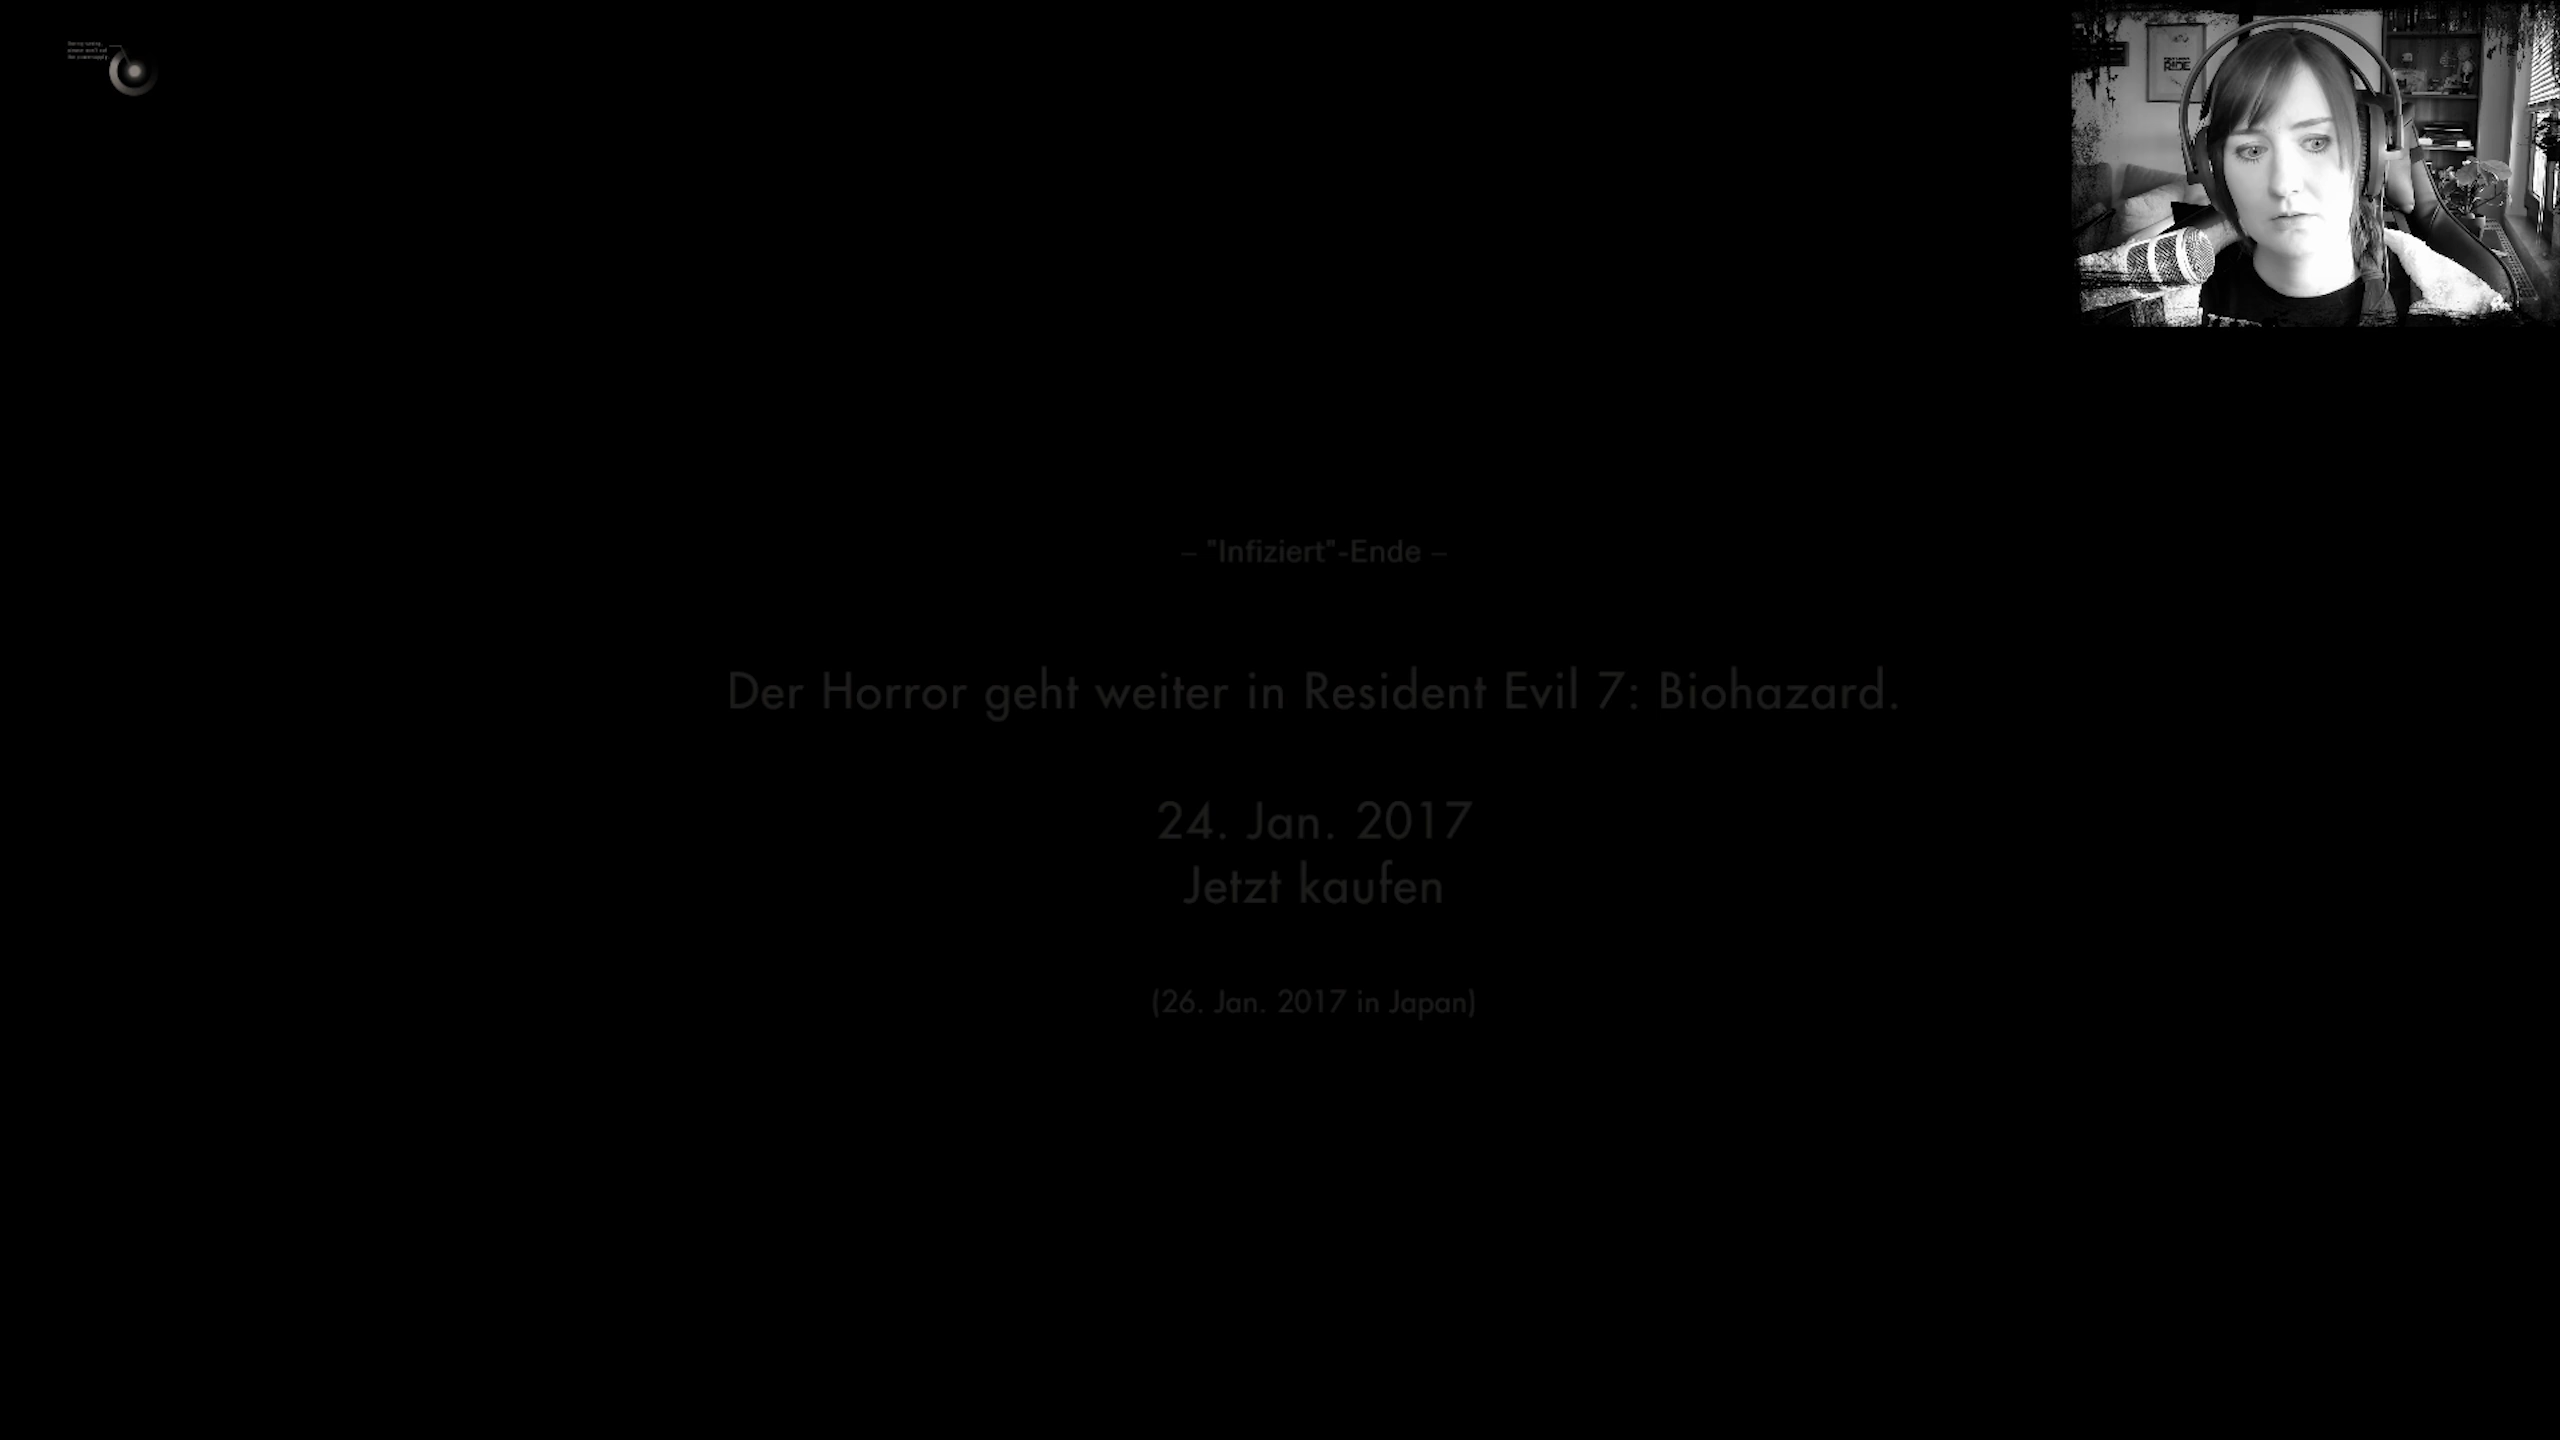 – "Infiziert"-Ende –
Der Horror geht weiter in Resident Evil 7: Biohazard.
24. Jan. 2017
Jetzt kaufen
(26. Jan. 2017 in Japan)
RIDE